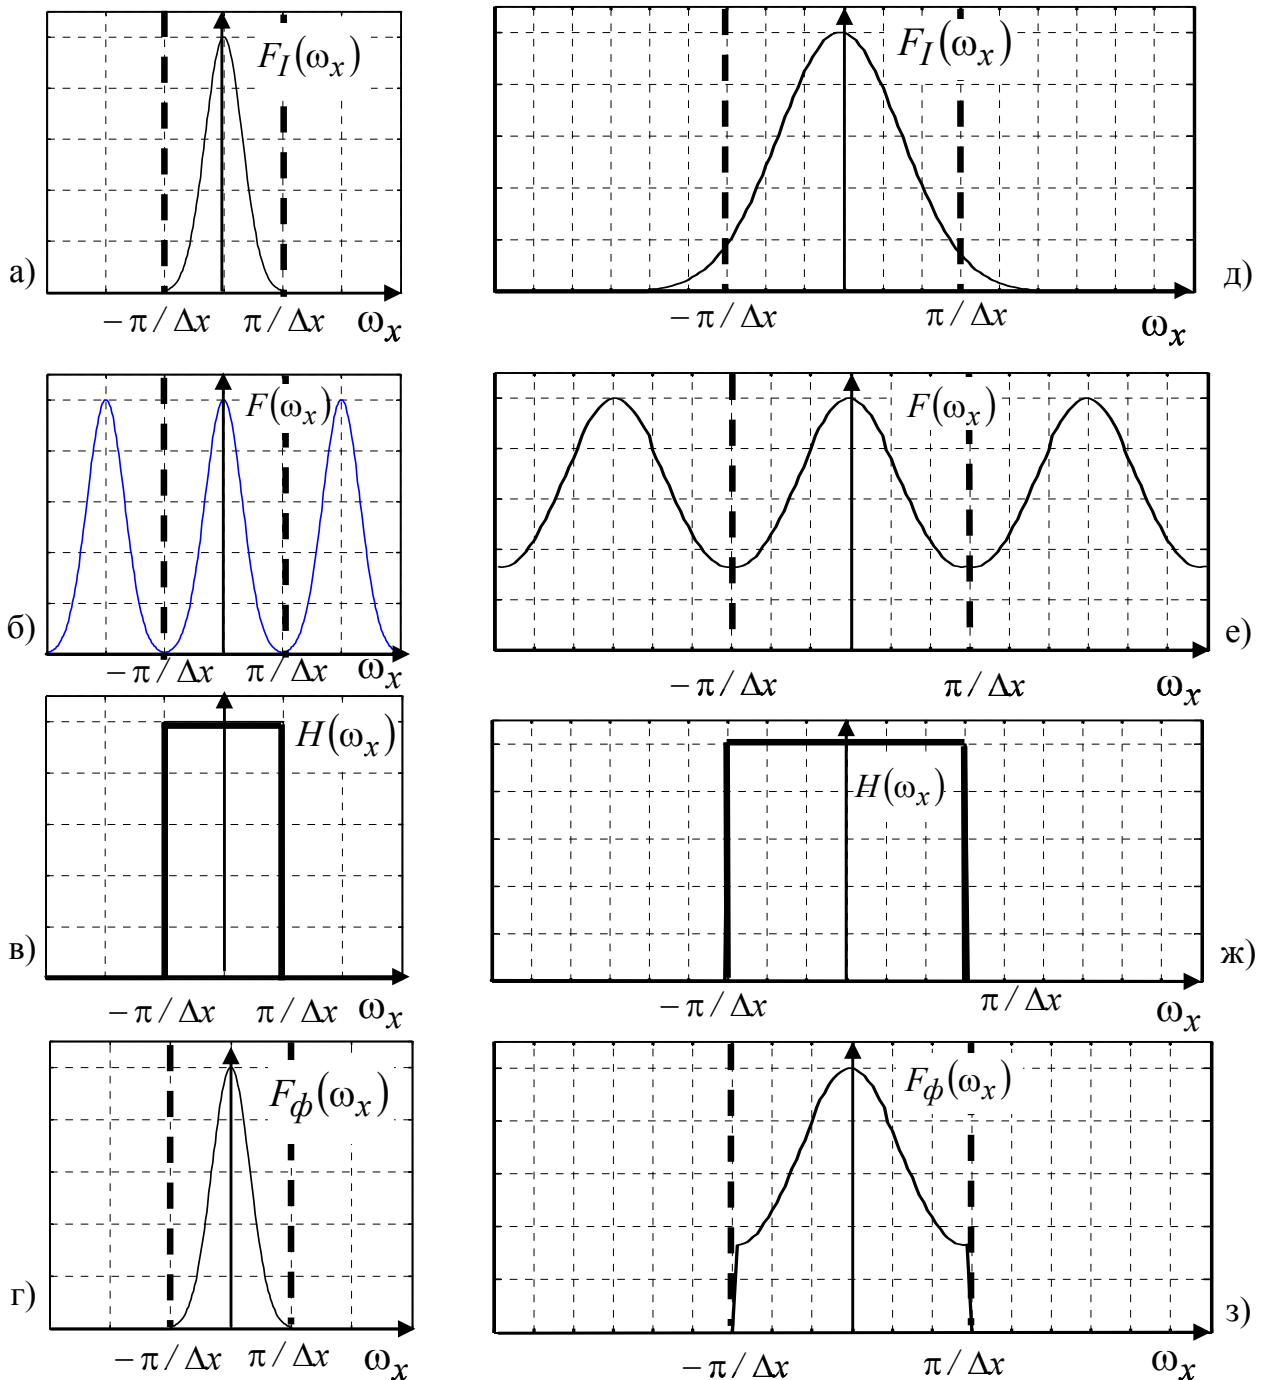 F_I(ω_x)
а)
−π/Δx π/Δx ω_x
F(ω_x)
б)
−π/Δx π/Δx ω_x
H(ω_x)
в)
−π/Δx π/Δx ω_x
F_ф(ω_x)
г)
−π/Δx π/Δx ω_x
F_I(ω_x)
д)
−π/Δx π/Δx ω_x
F(ω_x)
е)
−π/Δx π/Δx ω_x
H(ω_x)
ж)
−π/Δx π/Δx ω_x
F_ф(ω_x)
з)
−π/Δx π/Δx ω_x